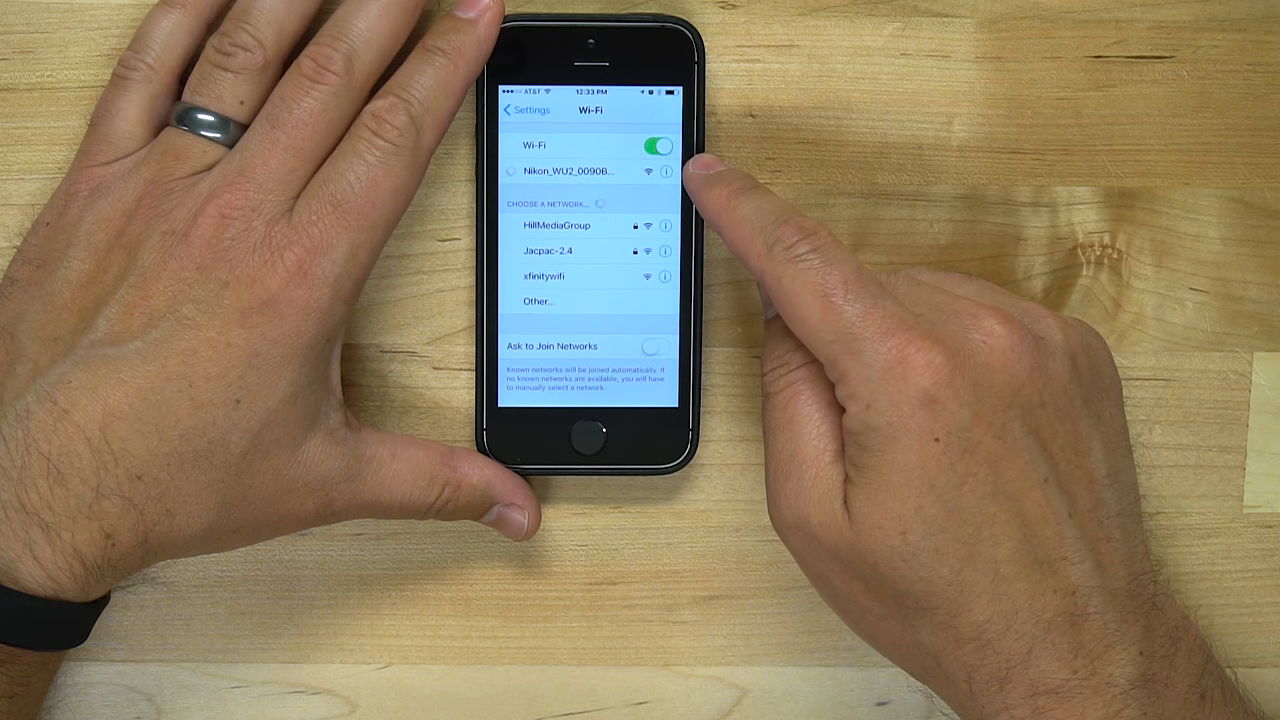 AT&T 12:33 PM
Settings Wi-Fi
Wi-Fi
Nikon_WU2_0090B...
CHOOSE A NETWORK...
HillMediaGroup
Jacpac-2.4
xfinitywifi
Other...
Ask to Join Networks
Known networks will be joined automatically. If
no known networks are available, you will have
to manually select a network.